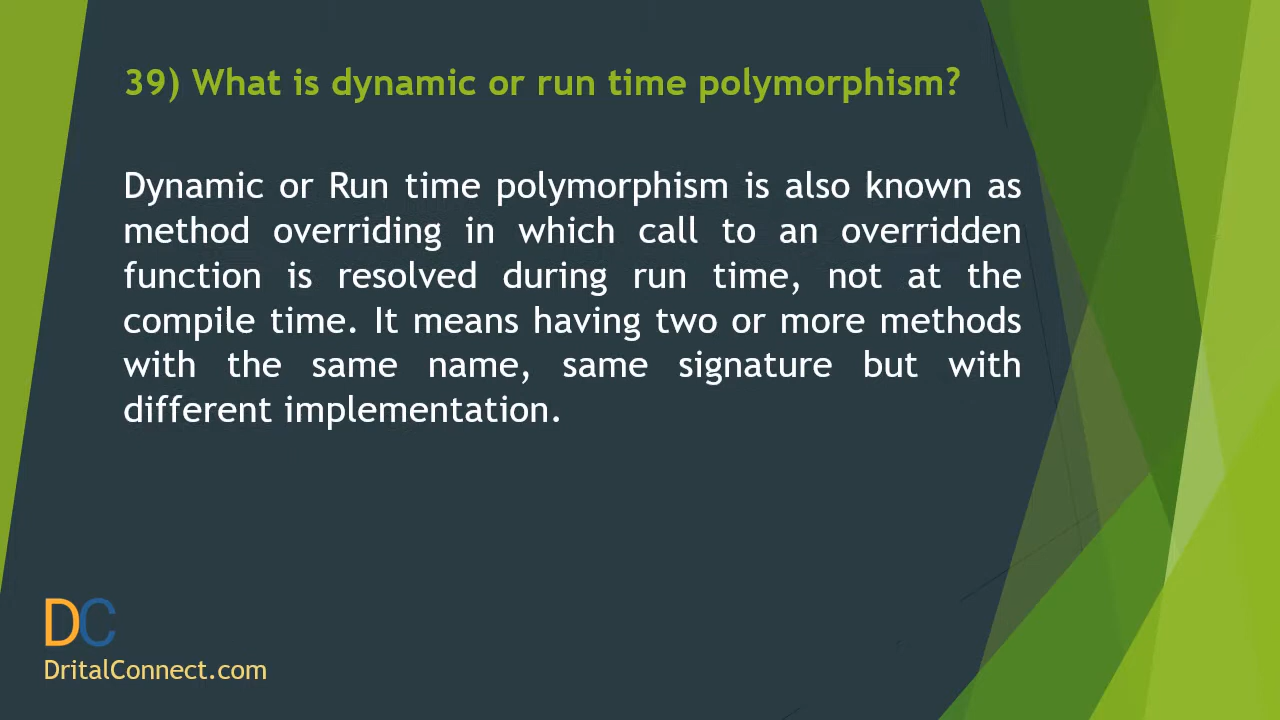 39) What is dynamic or run time polymorphism?
Dynamic or Run time polymorphism is also known as
method overriding in which call to an overridden
function is resolved during run time, not at the
compile time. It means having two or more methods
with the same name, same signature but with
different implementation.
DC
DritalConnect.com